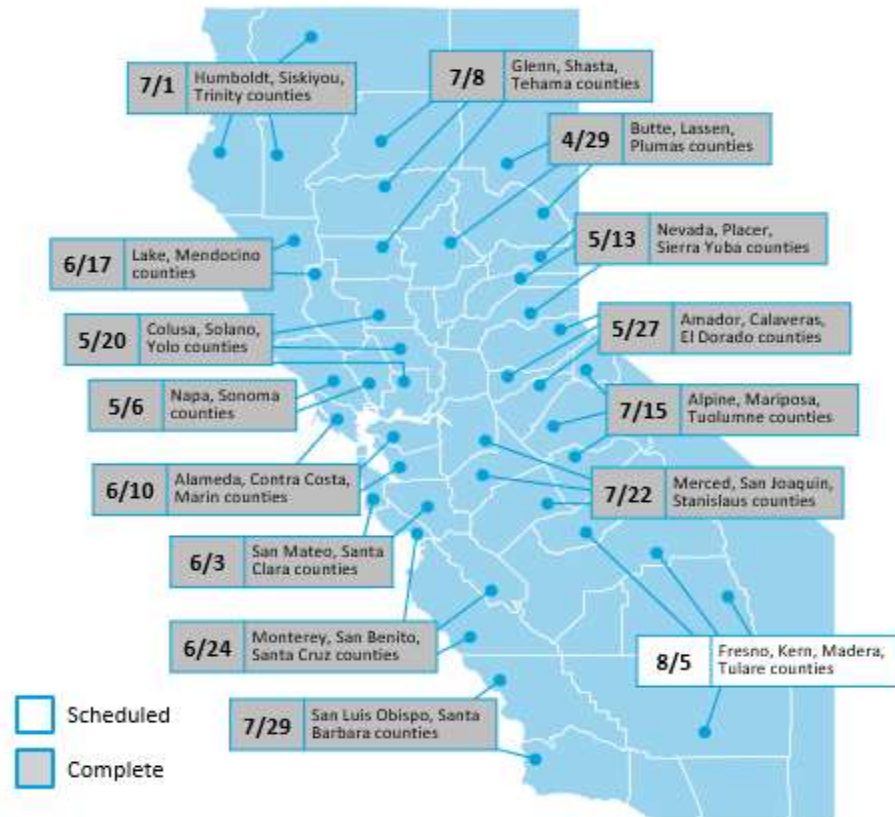 7/1
Humboldt, Siskiyou,
Trinity counties
7/8
Glenn, Shasta,
Tehama counties
4/29
Butte, Lassen,
Plumas counties
5/13
Nevada, Placer,
Sierra Yuba counties
6/17
Lake, Mendocino
counties
5/20
Colusa, Solano,
Yolo counties
5/27
Amador, Calaveras,
El Dorado counties
5/6
Napa, Sonoma
counties
7/15
Alpine, Mariposa,
Tuolumne counties
6/10
Alameda, Contra Costa,
Marin counties
7/22
Merced, San Joaquin,
Stanislaus counties
6/3
San Mateo, Santa
Clara counties
6/24
Monterey, San Benito,
Santa Cruz counties
8/5
Fresno, Kern, Madera,
Tulare counties
7/29
San Luis Obispo, Santa
Barbara counties
Scheduled
Complete